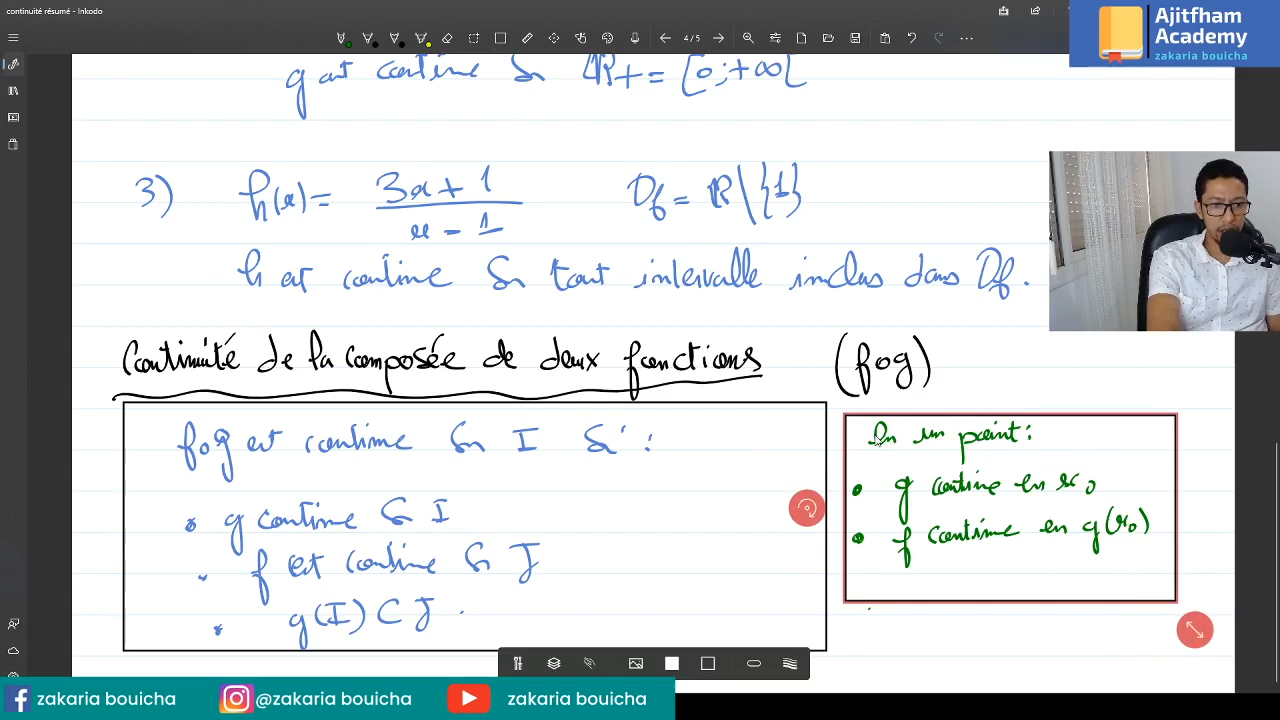 continuité résumé - Inkodo
4/5
Ajitfham
Academy
zakaria bouicha
g est continue sur ℝ+ = [0;+∞[
3) h(x) = (3x + 1)/(x - 1) Df = ℝ\{1}
h est continue sur tout intervalle inclus dans Df.
Continuité de la composée de deux fonctions (fog)
fog est continue sur I si :
• g continue sur I
• f est continue sur J
• g(I) ⊂ J .
En un point :
• g continue en x₀
• f continue en g(x₀)
zakaria bouicha @zakaria bouicha zakaria bouicha